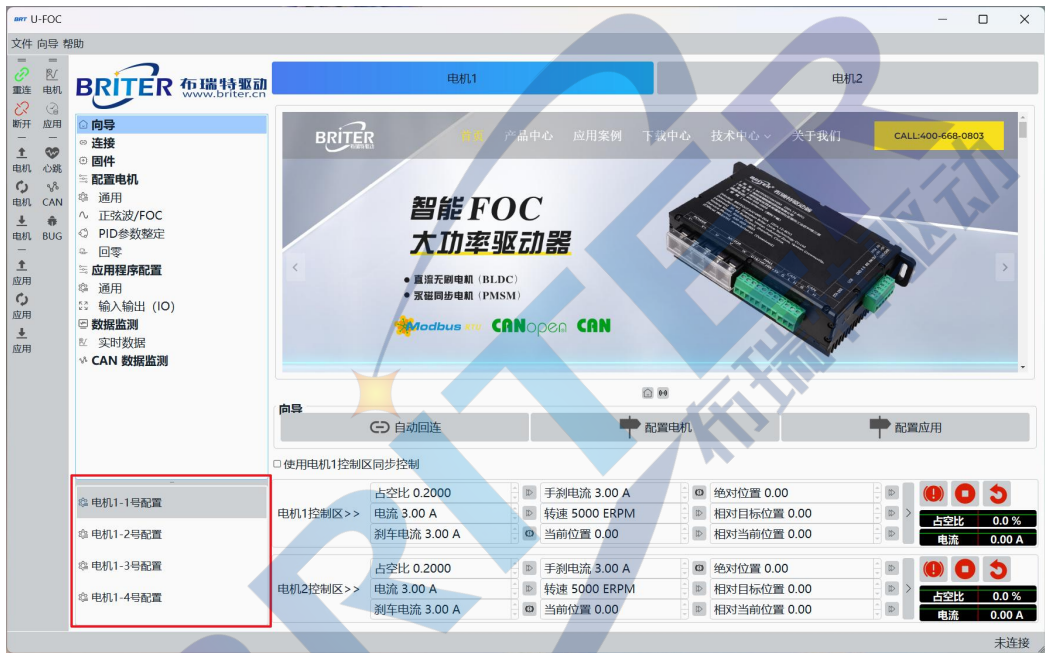 BRT U-FOC
文件 向导 帮助
重连 电机
断开 应用
电机 心跳
电机 CAN
电机 BUG
应用
应用
应用
BRITER 布瑞特驱动
www.briter.cn
向导
连接
固件
配置电机
通用
正弦波/FOC
PID参数整定
回零
应用程序配置
通用
输入输出（IO）
数据监测
实时数据
CAN 数据监测
电机1-1号配置
电机1-2号配置
电机1-3号配置
电机1-4号配置
电机1 电机2
BRITER 首页 产品中心 应用案例 下载中心 技术中心 关于我们 CALL:400-668-0803
智能FOC
大功率驱动器
• 直流无刷电机（BLDC）
• 永磁同步电机（PMSM）
Modbus CANopen CAN
向导
自动回连 配置电机 配置应用
使用电机1控制区同步控制
电机1控制区>>
占空比 0.2000 手刹电流 3.00 A 绝对位置 0.00
电流 3.00 A 转速 5000 ERPM 相对目标位置 0.00
刹车电流 3.00 A 当前位置 0.00 相对当前位置 0.00
占空比 0.0 %
电流 0.00 A
电机2控制区>>
占空比 0.2000 手刹电流 3.00 A 绝对位置 0.00
电流 3.00 A 转速 5000 ERPM 相对目标位置 0.00
刹车电流 3.00 A 当前位置 0.00 相对当前位置 0.00
占空比 0.0 %
电流 0.00 A
未连接
BRITER
布瑞特驱动